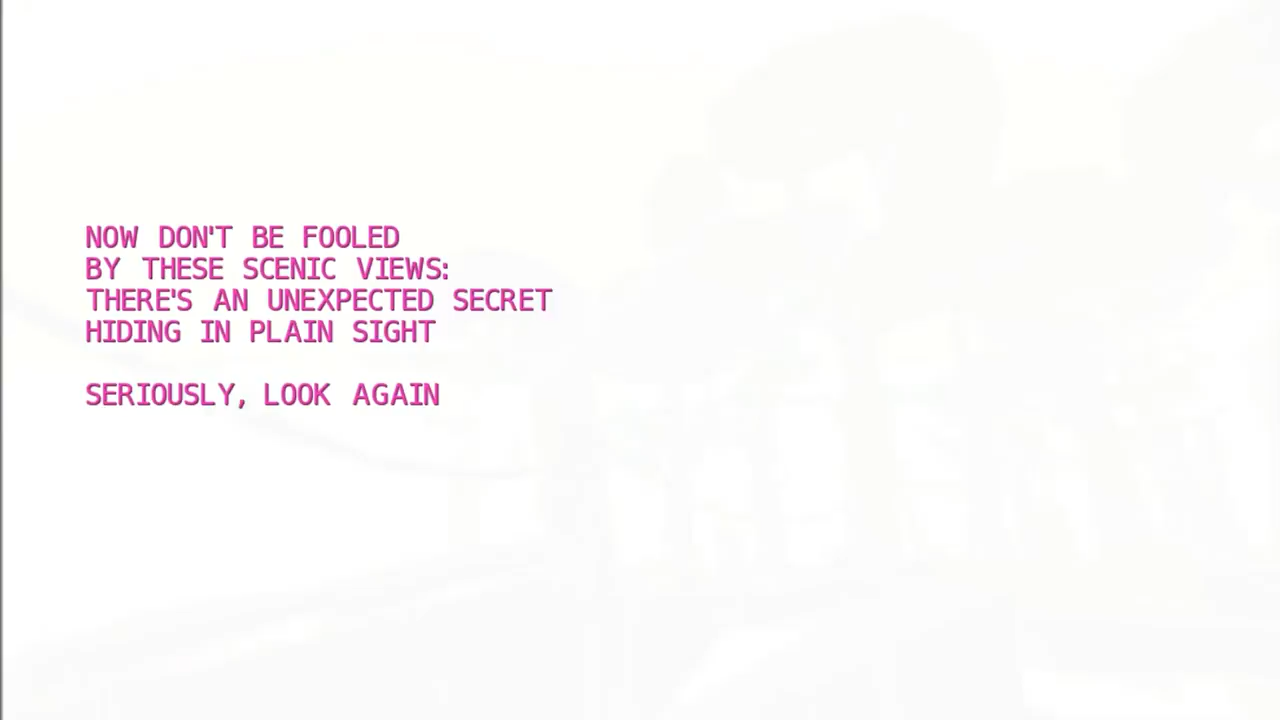 NOW DON'T BE FOOLED
BY THESE SCENIC VIEWS:
THERE'S AN UNEXPECTED SECRET
HIDING IN PLAIN SIGHT
SERIOUSLY, LOOK AGAIN